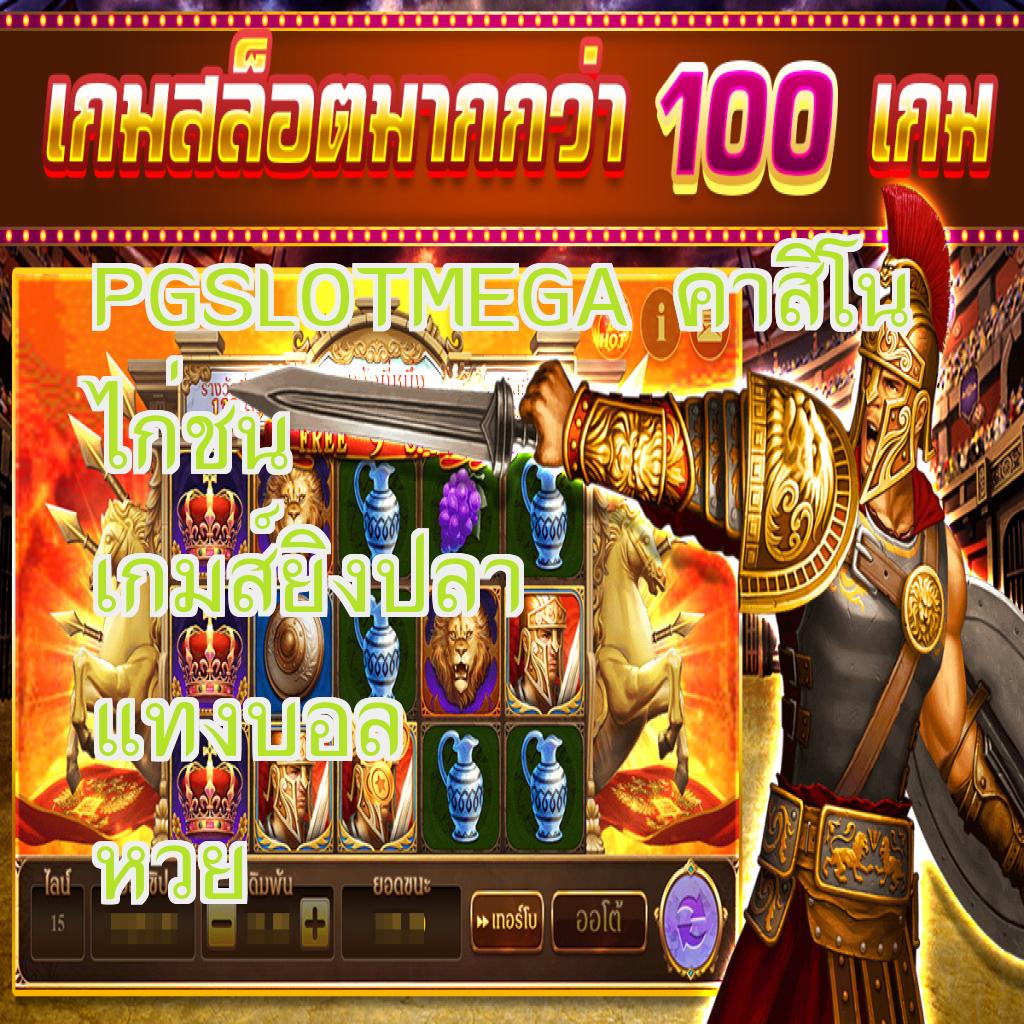 เกมสล็อตมากกว่า 100 เกม
PGSLOTMEGA คาสิโน
HOT
ไก่ชน
FREE
เกมส์ยิงปลา
แทงบอล
หวย
ไลน์
ยอดชนะ
15
เทอร์โบ
ออโต้